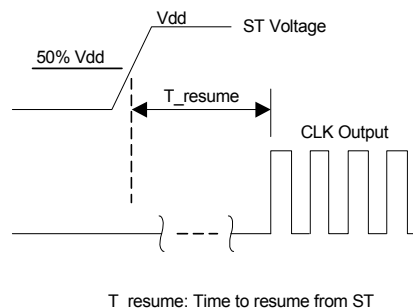 Vdd
ST Voltage
50% Vdd
T_resume
CLK Output
T_resume: Time to resume from ST